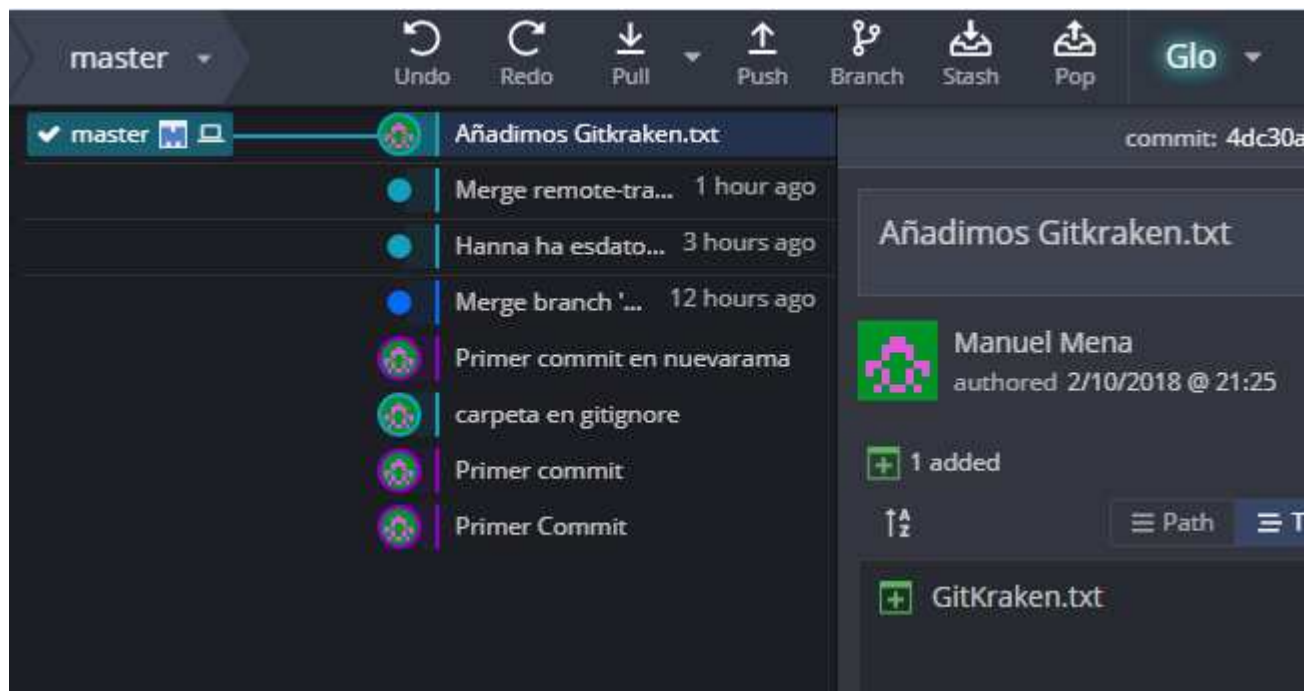 master
Undo Redo Pull Push Branch Stash Pop Glo
master Añadimos Gitkraken.txt
Merge remote-tra... 1 hour ago
Hanna ha esdato... 3 hours ago
Merge branch '... 12 hours ago
Primer commit en nuevarama
carpeta en gitignore
Primer commit
Primer Commit
commit: 4dc30a
Añadimos Gitkraken.txt
Manuel Mena
authored 2/10/2018 @ 21:25
1 added
A
Z
Path T
GitKraken.txt